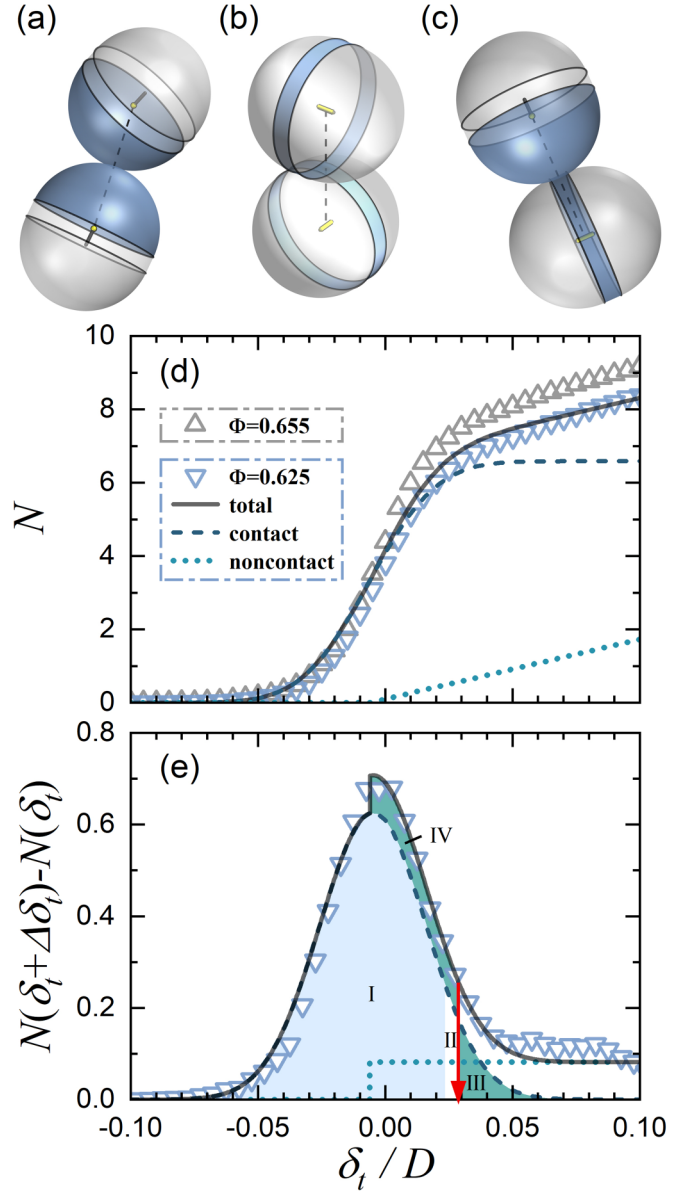 (a)
(b)
(c)
10
8
6
4
2
0
N
(d)
Φ=0.655
Φ=0.625
total
contact
noncontact
0.8
0.6
0.4
0.2
0.0
N(δt+Δδt)-N(δt)
(e)
IV
I
II
III
-0.10
-0.05
0.00
0.05
0.10
δt / D